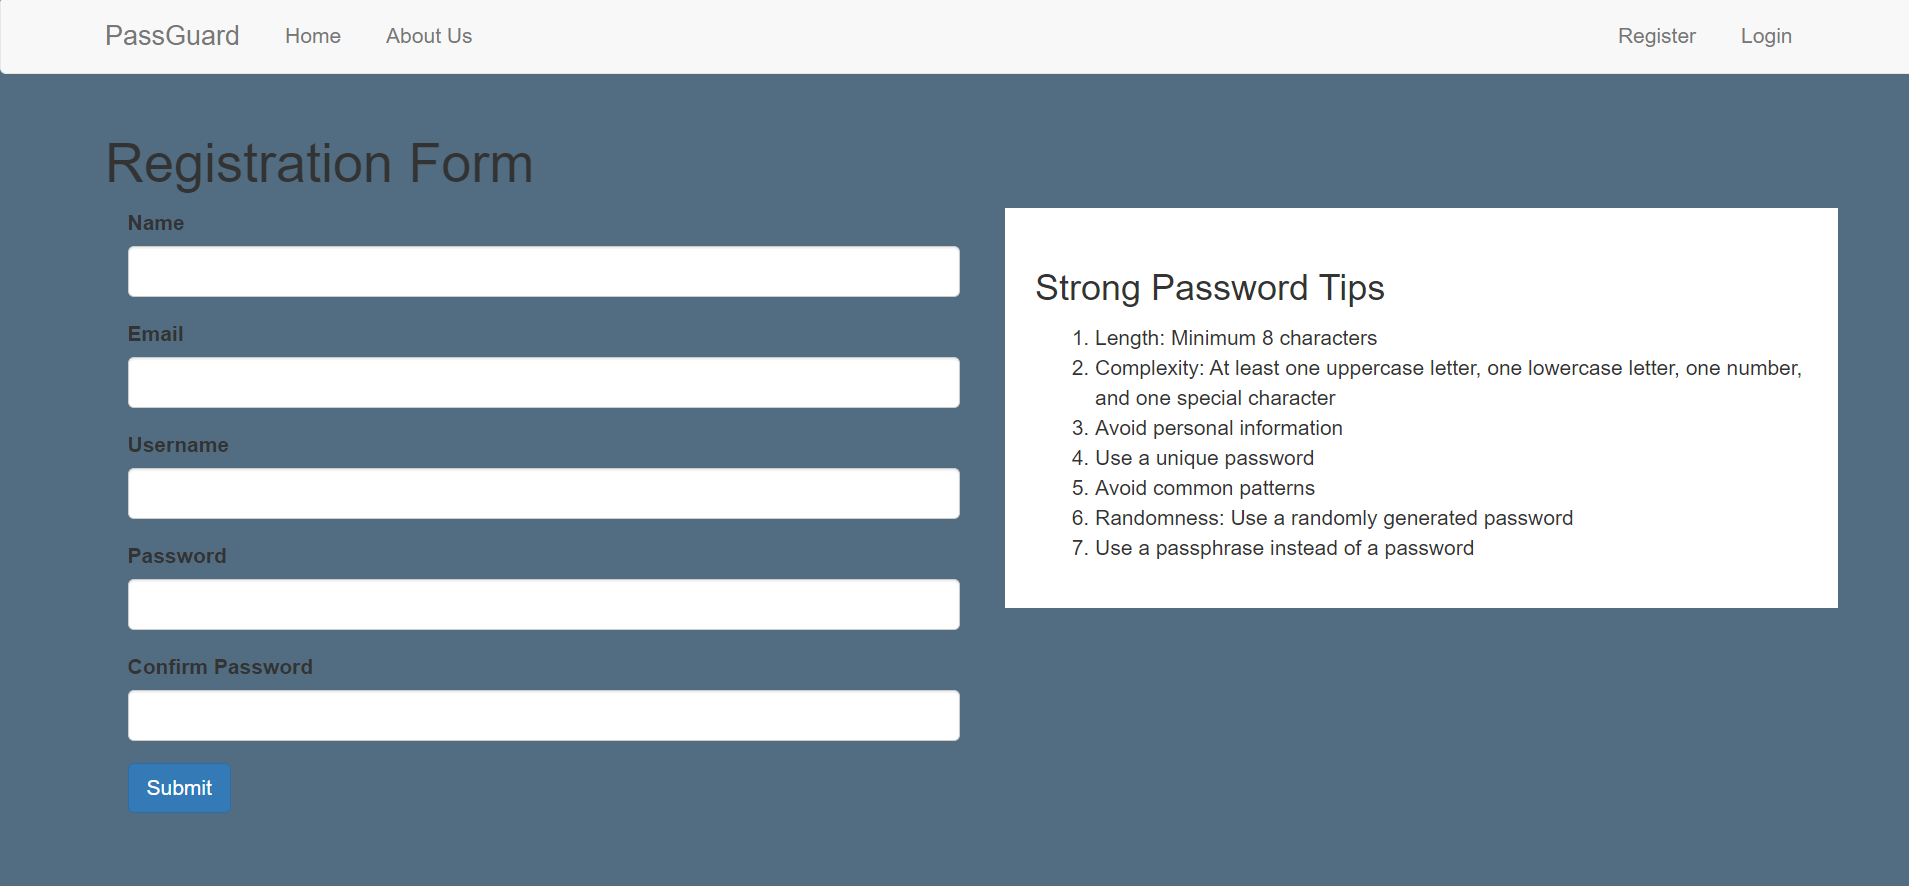 PassGuard Home About Us Register Login
Registration Form
Name
Email
Username
Password
Confirm Password
Submit
Strong Password Tips
1. Length: Minimum 8 characters
2. Complexity: At least one uppercase letter, one lowercase letter, one number,
and one special character
3. Avoid personal information
4. Use a unique password
5. Avoid common patterns
6. Randomness: Use a randomly generated password
7. Use a passphrase instead of a password